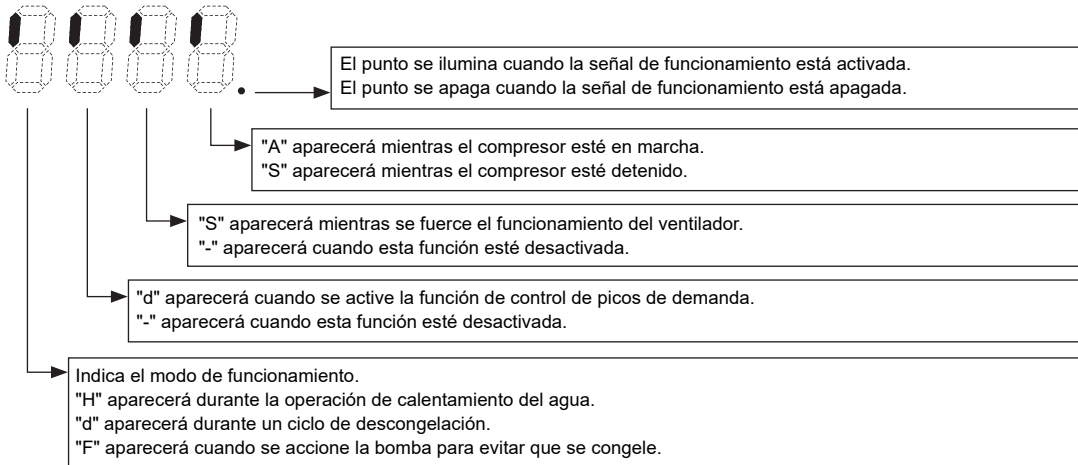 El punto se ilumina cuando la señal de funcionamiento está activada.
El punto se apaga cuando la señal de funcionamiento está apagada.
"A" aparecerá mientras el compresor esté en marcha.
"S" aparecerá mientras el compresor esté detenido.
"S" aparecerá mientras se fuerce el funcionamiento del ventilador.
"-" aparecerá cuando esta función esté desactivada.
"d" aparecerá cuando se active la función de control de picos de demanda.
"-" aparecerá cuando esta función esté desactivada.
Indica el modo de funcionamiento.
"H" aparecerá durante la operación de calentamiento del agua.
"d" aparecerá durante un ciclo de descongelación.
"F" aparecerá cuando se accione la bomba para evitar que se congele.